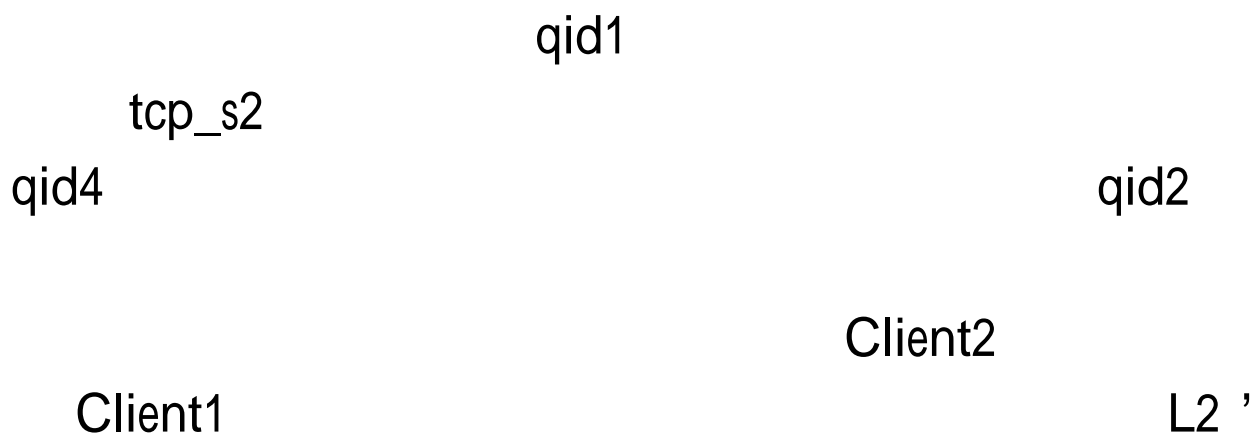 qid1
tcp_s2
qid4 qid2
Client2
Client1 L2 ’